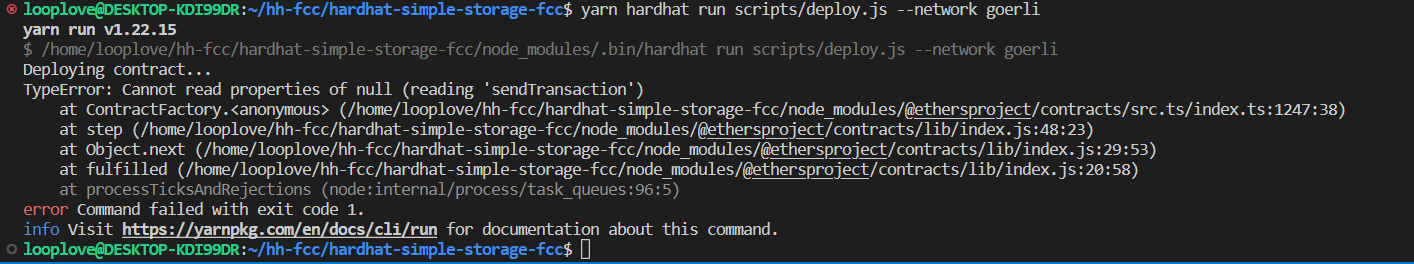 looplove@DESKTOP-KDI99DR:~/hh-fcc/hardhat-simple-storage-fcc$ yarn hardhat run scripts/deploy.js --network goerli
yarn run v1.22.15
$ /home/looplove/hh-fcc/hardhat-simple-storage-fcc/node_modules/.bin/hardhat run scripts/deploy.js --network goerli
Deploying contract...
TypeError: Cannot read properties of null (reading 'sendTransaction')
    at ContractFactory.<anonymous> (/home/looplove/hh-fcc/hardhat-simple-storage-fcc/node_modules/@ethersproject/contracts/src.ts/index.ts:1247:38)
    at step (/home/looplove/hh-fcc/hardhat-simple-storage-fcc/node_modules/@ethersproject/contracts/lib/index.js:48:23)
    at Object.next (/home/looplove/hh-fcc/hardhat-simple-storage-fcc/node_modules/@ethersproject/contracts/lib/index.js:29:53)
    at fulfilled (/home/looplove/hh-fcc/hardhat-simple-storage-fcc/node_modules/@ethersproject/contracts/lib/index.js:20:58)
    at processTicksAndRejections (node:internal/process/task_queues:96:5)
error Command failed with exit code 1.
info Visit https://yarnpkg.com/en/docs/cli/run for documentation about this command.
looplove@DESKTOP-KDI99DR:~/hh-fcc/hardhat-simple-storage-fcc$